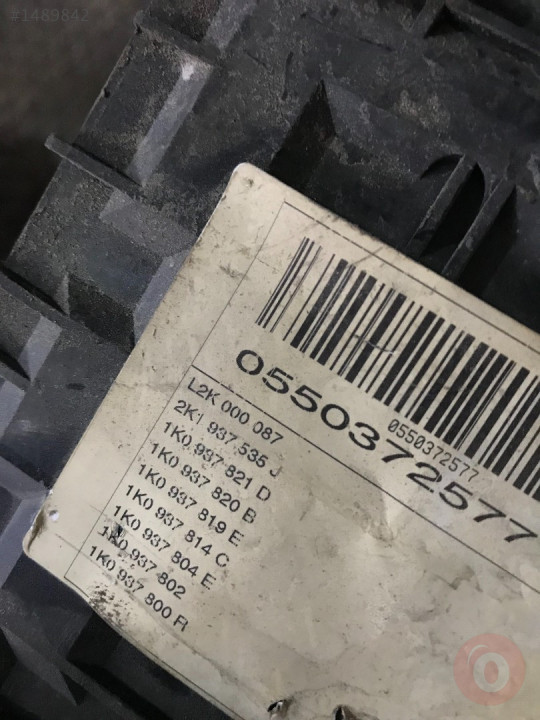 #1489842
0550372577
0550372577
L2K 000 087
2K1 937 535 J
1K0 937 821 D
1K0 937 820 B
1K0 937 819 E
1K0 937 814 C
1K0 937 804 E
1K0 937 802
1K0 937 800 R